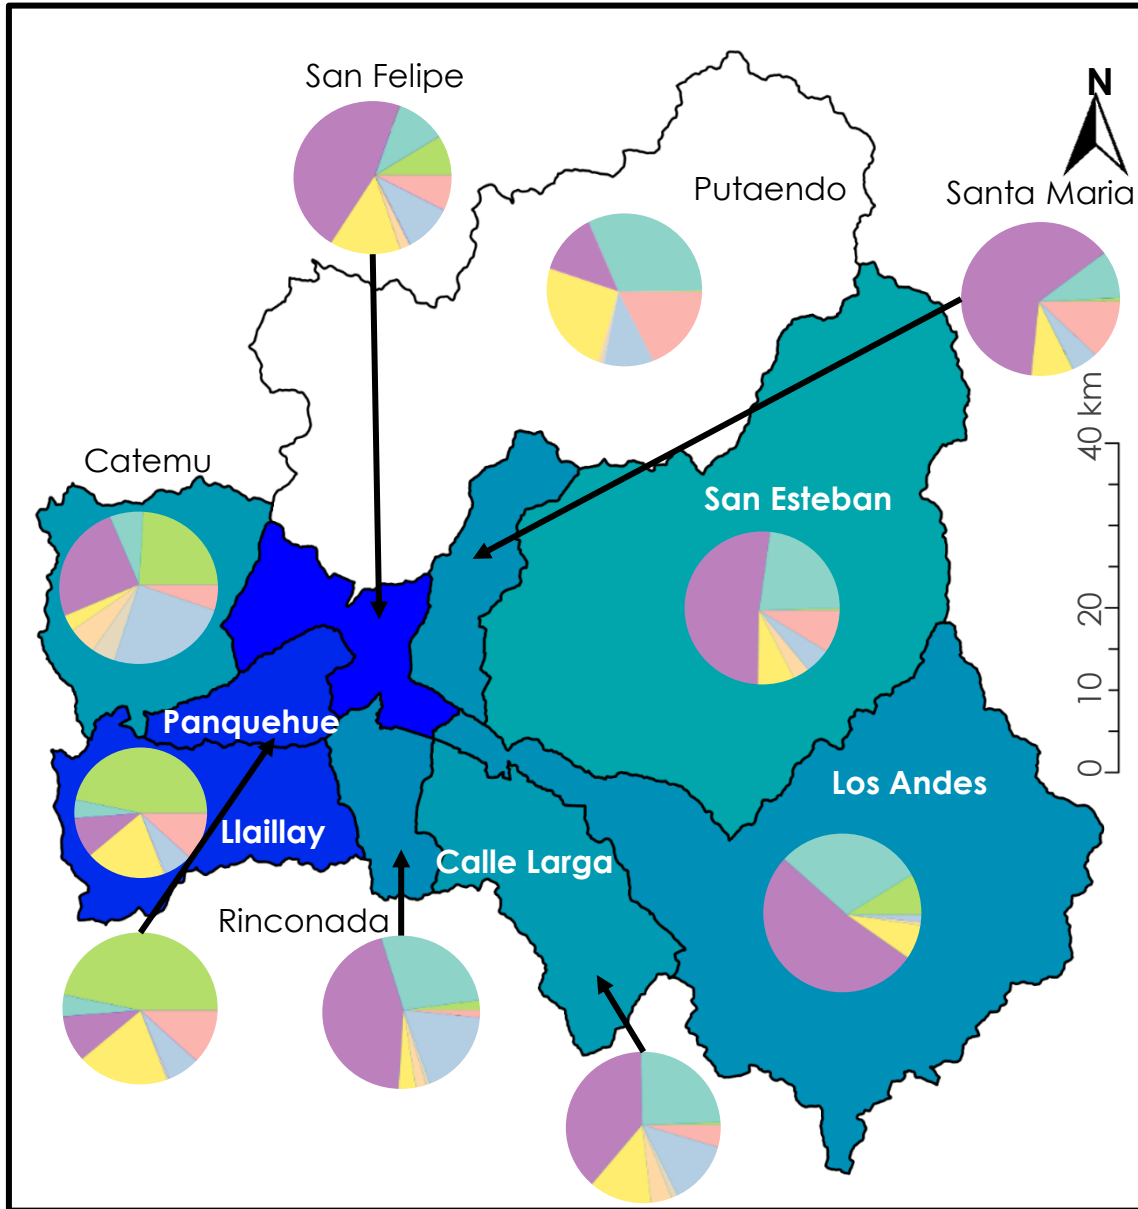 San Felipe
N
Putaendo
Santa Maria
Catemu
San Esteban
40 km
20
10
0
Panquehue
Los Andes
Llaillay
Calle Larga
Rinconada